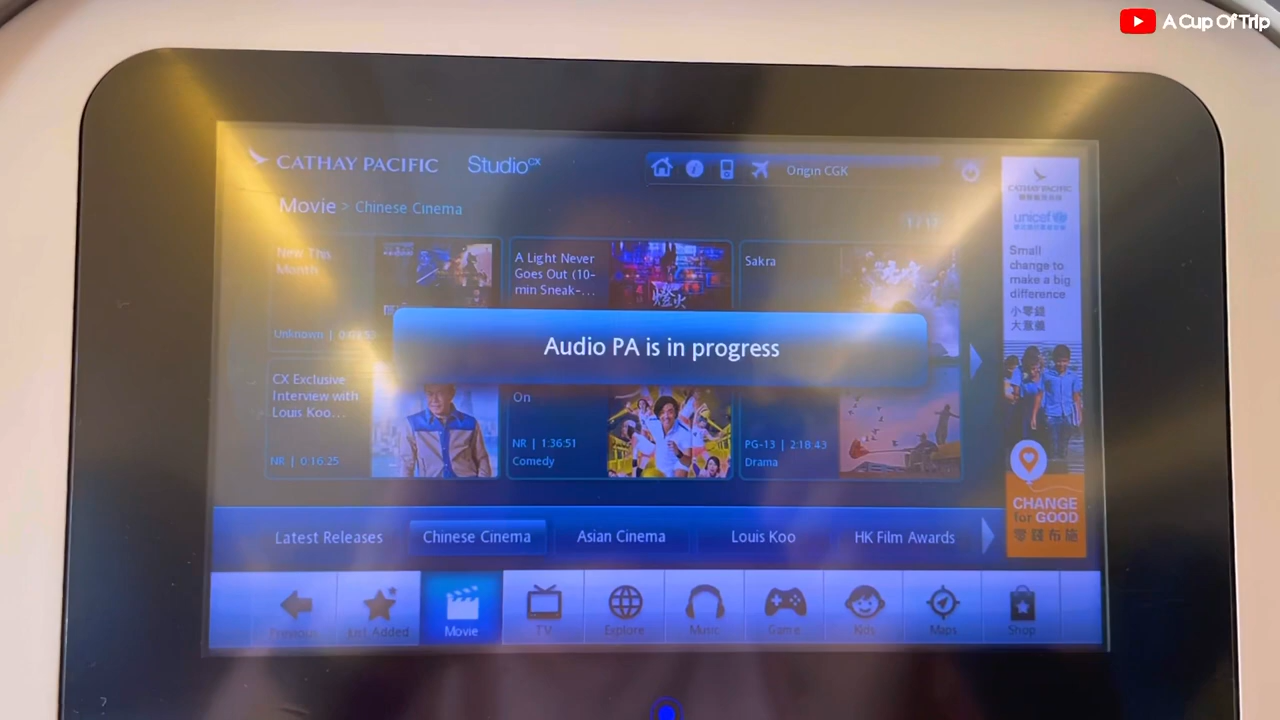 A Cup Of Trip
CATHAY PACIFIC
StudioCX
Origin CGK
Movie > Chinese Cinema
1 / 17
New This
Month
Unknown |
A Light Never
Goes Out (10-
min Sneak-...
Sakra
Audio PA is in progress
CX Exclusive
Interview with
Louis Koo...
NR | 0:16:25
On
NR | 1:36:51
Comedy
PG-13 | 2:18:43
Drama
CATHAY PACIFIC
unicef
Small
change to
make a big
difference
小零錢
大意義
CHANGE
for GOOD
零錢布施
Latest Releases
Chinese Cinema
Asian Cinema
Louis Koo
HK Film Awards
Previous
Just Added
Movie
TV
Explore
Music
Game
Kids
Maps
Shop